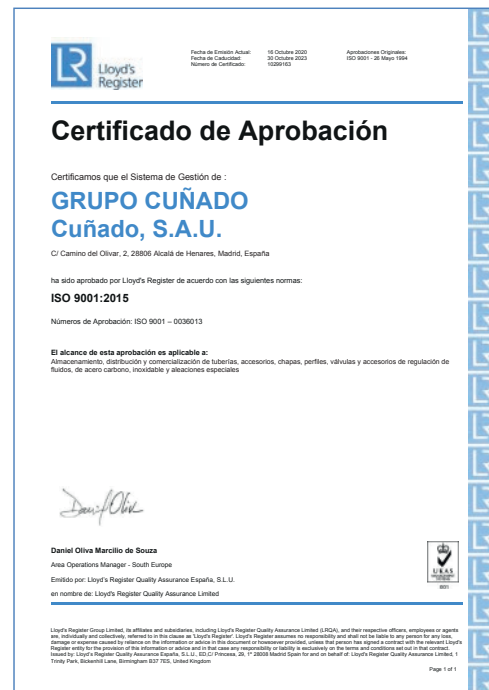 Lloyd's
Register
Fecha de Emisión Actual: 16 Octubre 2020
Fecha de Caducidad: 30 Octubre 2023
Número de Certificado: 10299163
Aprobaciones Originales:
ISO 9001 - 26 Mayo 1994
Certificado de Aprobación
Certificamos que el Sistema de Gestión de :
GRUPO CUÑADO
Cuñado, S.A.U.
C/ Camino del Olivar, 2, 28806 Alcalá de Henares, Madrid, España
ha sido aprobado por Lloyd's Register de acuerdo con las siguientes normas:
ISO 9001:2015
Números de Aprobación: ISO 9001 – 0036013
El alcance de esta aprobación es aplicable a:
Almacenamiento, distribución y comercialización de tuberías, accesorios, chapas, perfiles, válvulas y accesorios de regulación de
fluidos, de acero carbono, inoxidable y aleaciones especiales
Daniel Oliva Marcilio de Souza
Area Operations Manager - South Europe
Emitido por: Lloyd's Register Quality Assurance España, S.L.U.
en nombre de: Lloyd's Register Quality Assurance Limited
UKAS
001
Lloyd's Register Group Limited, its affiliates and subsidiaries, including Lloyd's Register Quality Assurance Limited (LRQA), and their respective officers, employees or agents
are, individually and collectively, referred to in this clause as 'Lloyd's Register'. Lloyd's Register assumes no responsibility and shall not be liable to any person for any loss,
damage or expense caused by reliance on the information or advice in this document or howsoever provided, unless that person has signed a contract with the relevant Lloyd's
Register entity for the provision of this information or advice and in that case any responsibility or liability is exclusively on the terms and conditions set out in that contract.
Issued by: Lloyd's Register Quality Assurance España, S.L.U., ED,C/ Princesa, 29, 1º 28008 Madrid Spain for and on behalf of: Lloyd's Register Quality Assurance Limited, 1
Trinity Park, Bickenhill Lane, Birmingham B37 7ES, United Kingdom
Page 1 of 1